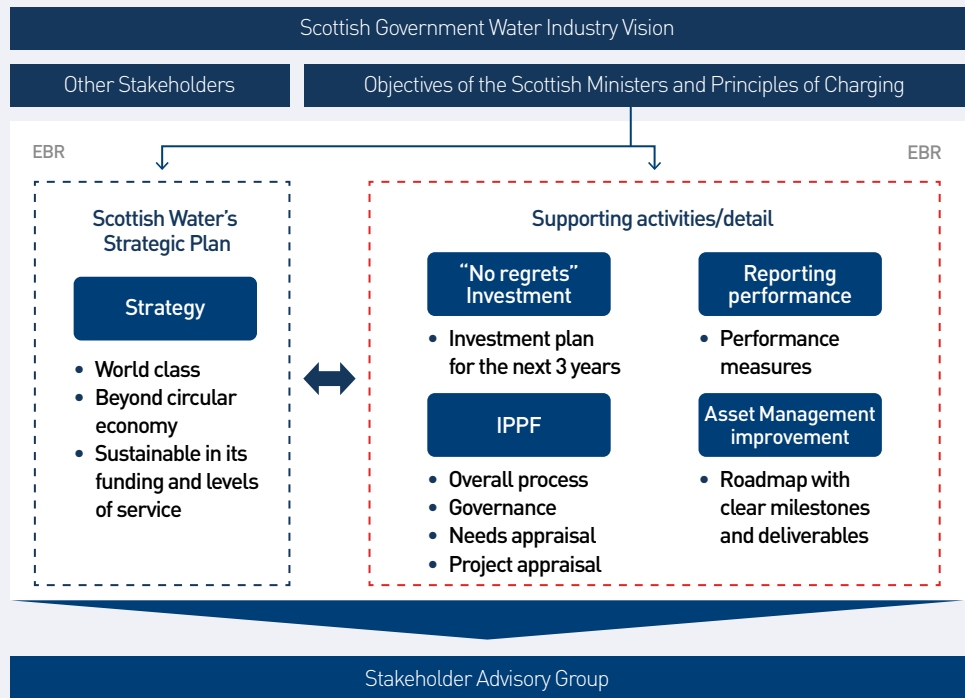 Scottish Government Water Industry Vision
Other Stakeholders
Objectives of the Scottish Ministers and Principles of Charging
EBR
EBR
Scottish Water's
Strategic Plan
Strategy
• World class
• Beyond circular
economy
• Sustainable in its
funding and levels
of service
Supporting activities/detail
“No regrets”
Investment
• Investment plan
for the next 3 years
IPPF
• Overall process
• Governance
• Needs appraisal
• Project appraisal
Reporting
performance
• Performance
measures
Asset Management
improvement
• Roadmap with
clear milestones
and deliverables
Stakeholder Advisory Group